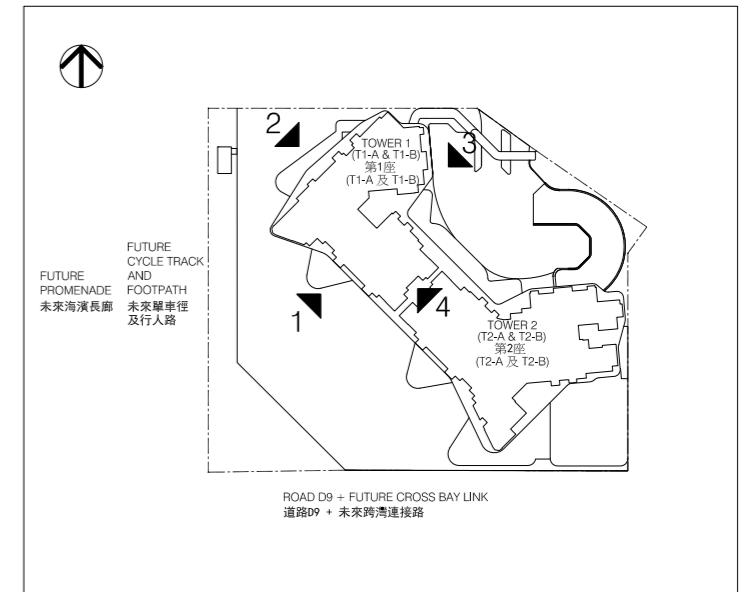 2
TOWER 1
(T1-A & T1-B)
第1座
(T1-A 及 T1-B)
3
FUTURE
PROMENADE
未來海濱長廊
FUTURE
CYCLE TRACK
AND
FOOTPATH
未來單車徑
及行人路
1
4
TOWER 2
(T2-A & T2-B)
第2座
(T2-A 及 T2-B)
ROAD D9 + FUTURE CROSS BAY LINK
道路D9 + 未來跨灣連接路